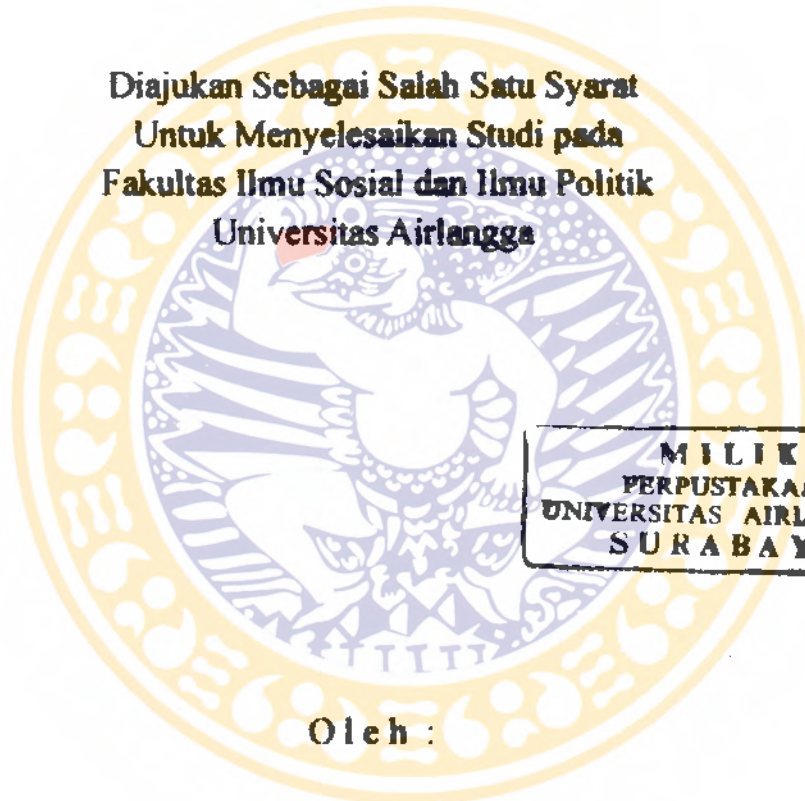 Diajukan Sebagai Salah Satu Syarat
Untuk Menyelesaikan Studi pada
Fakultas Ilmu Sosial dan Ilmu Politik
Universitas Airlangga
MILIK
PERPUSTAKAA
UNIVERSITAS AIRL
SURABAY
Oleh :